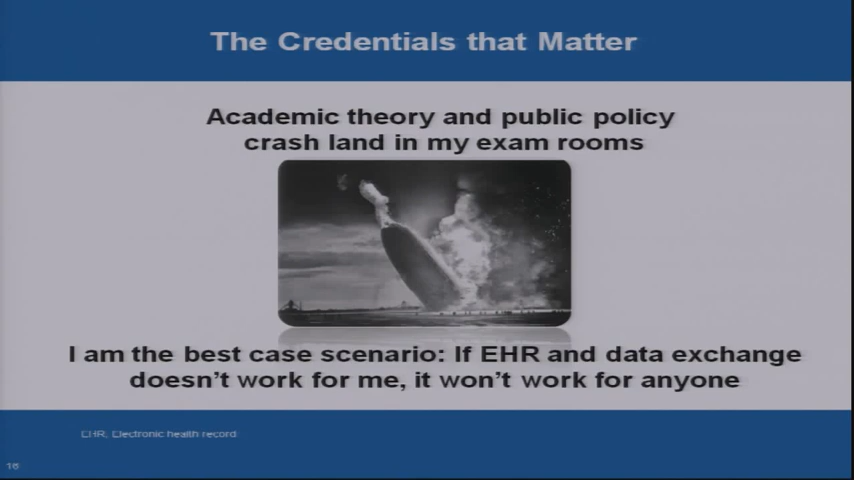 The Credentials that Matter
Academic theory and public policy
crash land in my exam rooms
I am the best case scenario: If EHR and data exchange
doesn't work for me, it won't work for anyone
EHR, Electronic health record
16